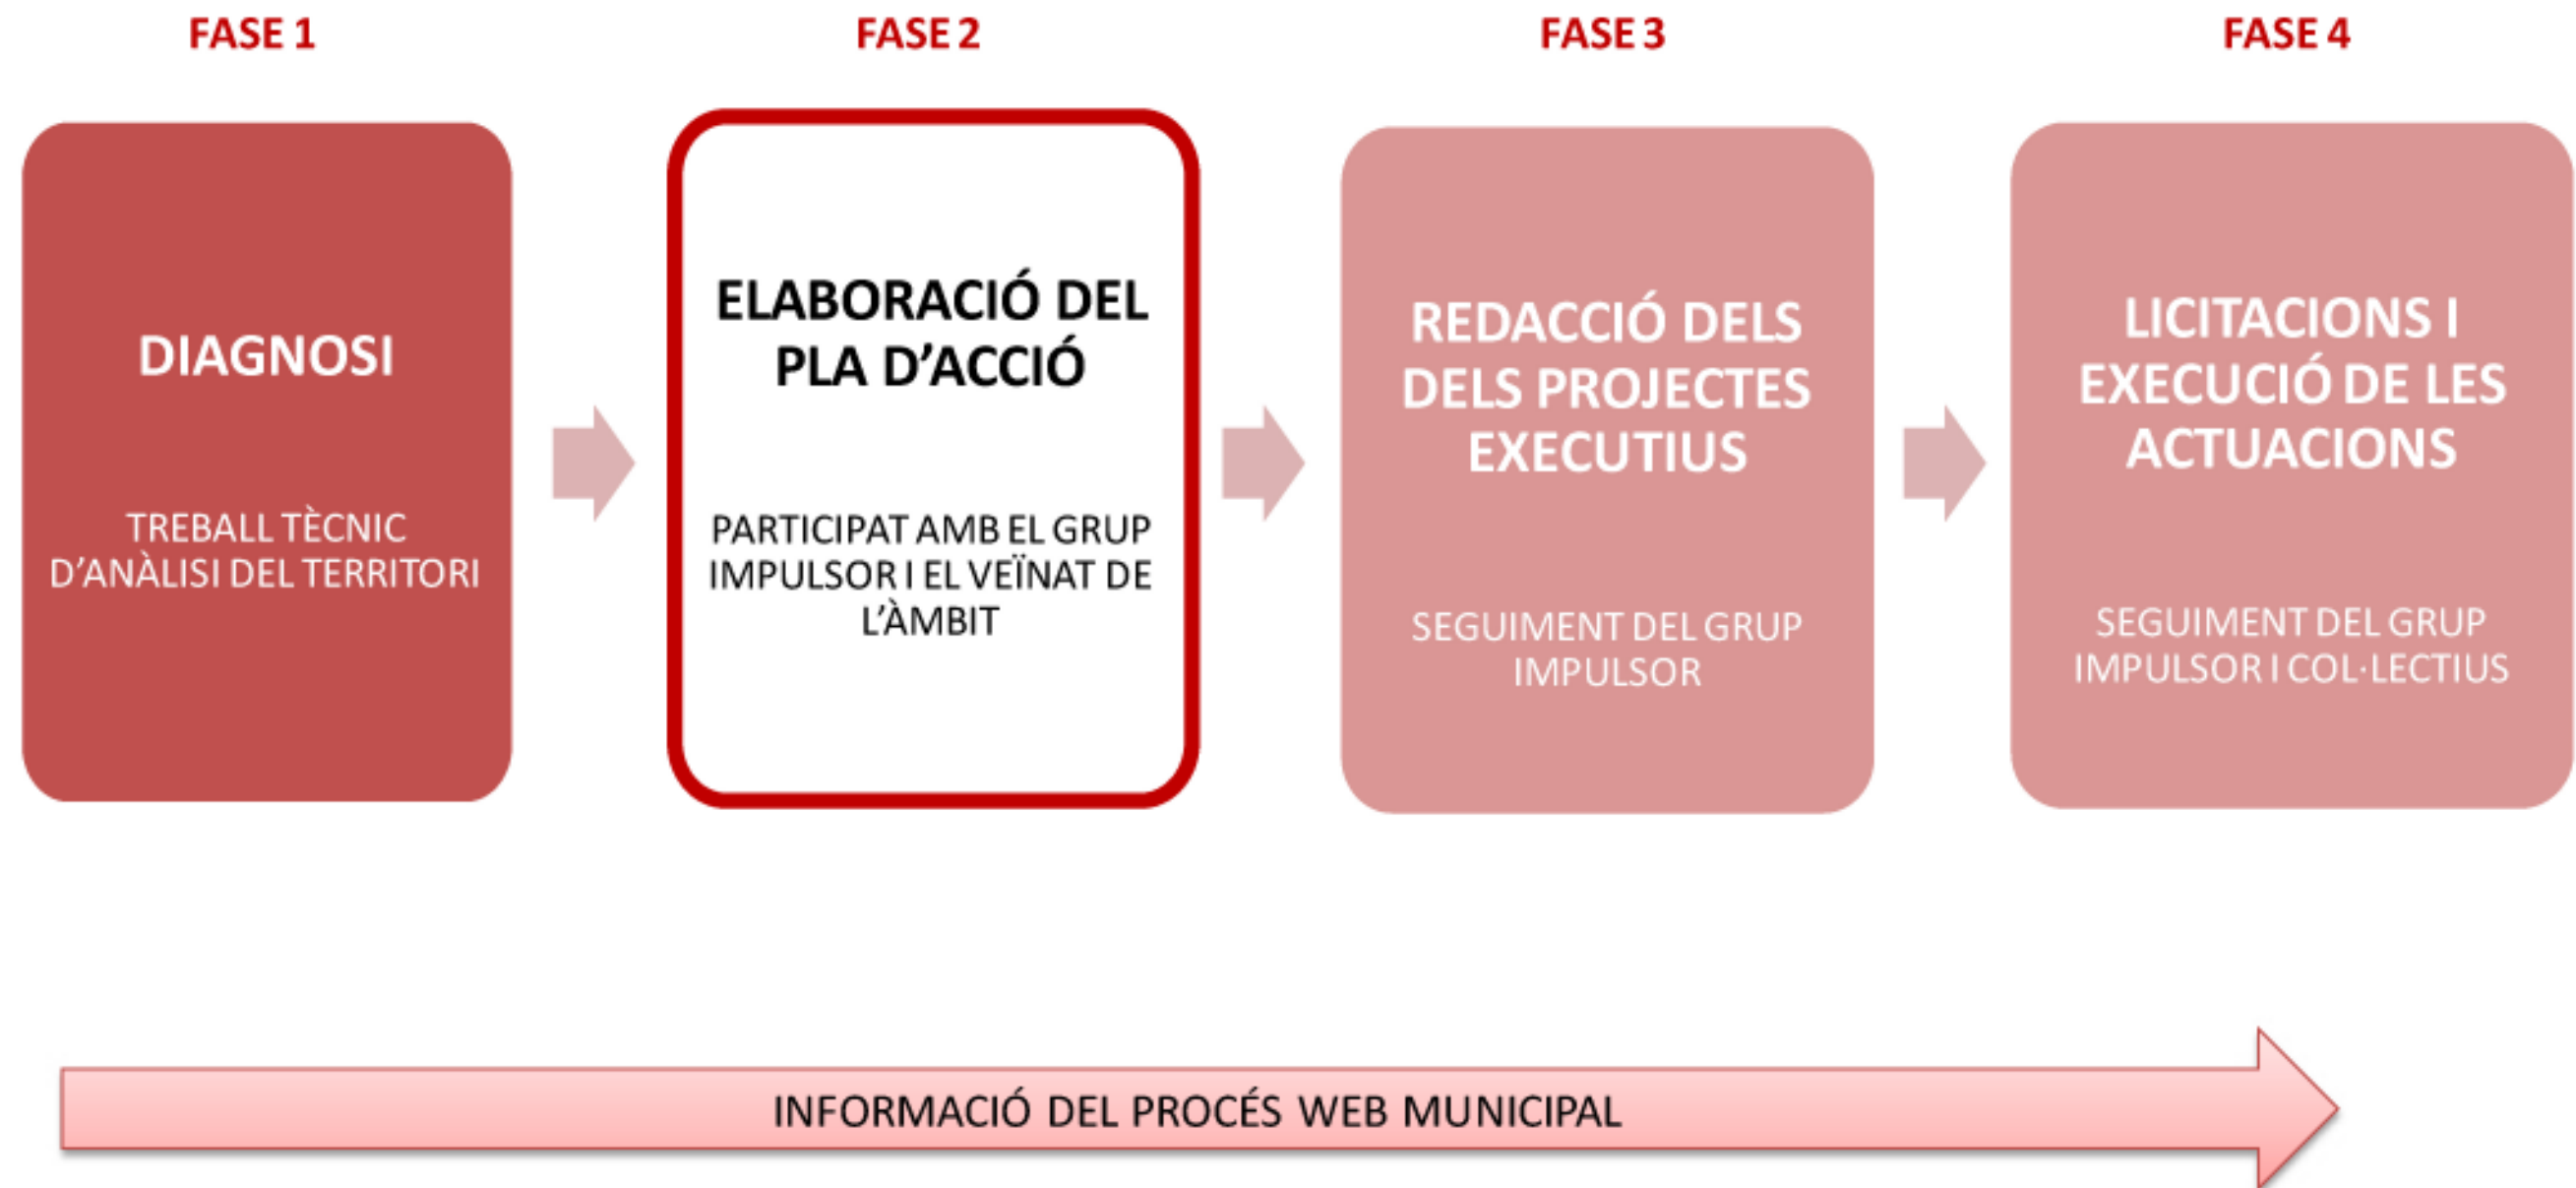 FASE 1
DIAGNOSI
TREBALL TÈCNIC
D'ANÀLISI DEL TERRITORI
FASE 2
ELABORACIÓ DEL
PLA D'ACCIÓ
PARTICIPAT AMB EL GRUP
IMPULSOR I EL VEÏNAT DE
L'ÀMBIT
FASE 3
REDACCIÓ DELS
DELS PROJECTES
EXECUTIUS
SEGUIMENT DEL GRUP
IMPULSOR
FASE 4
LICITACIONS I
EXECUCIÓ DE LES
ACTUACIONS
SEGUIMENT DEL GRUP
IMPULSOR I COL·LECTIUS
INFORMACIÓ DEL PROCÉS WEB MUNICIPAL